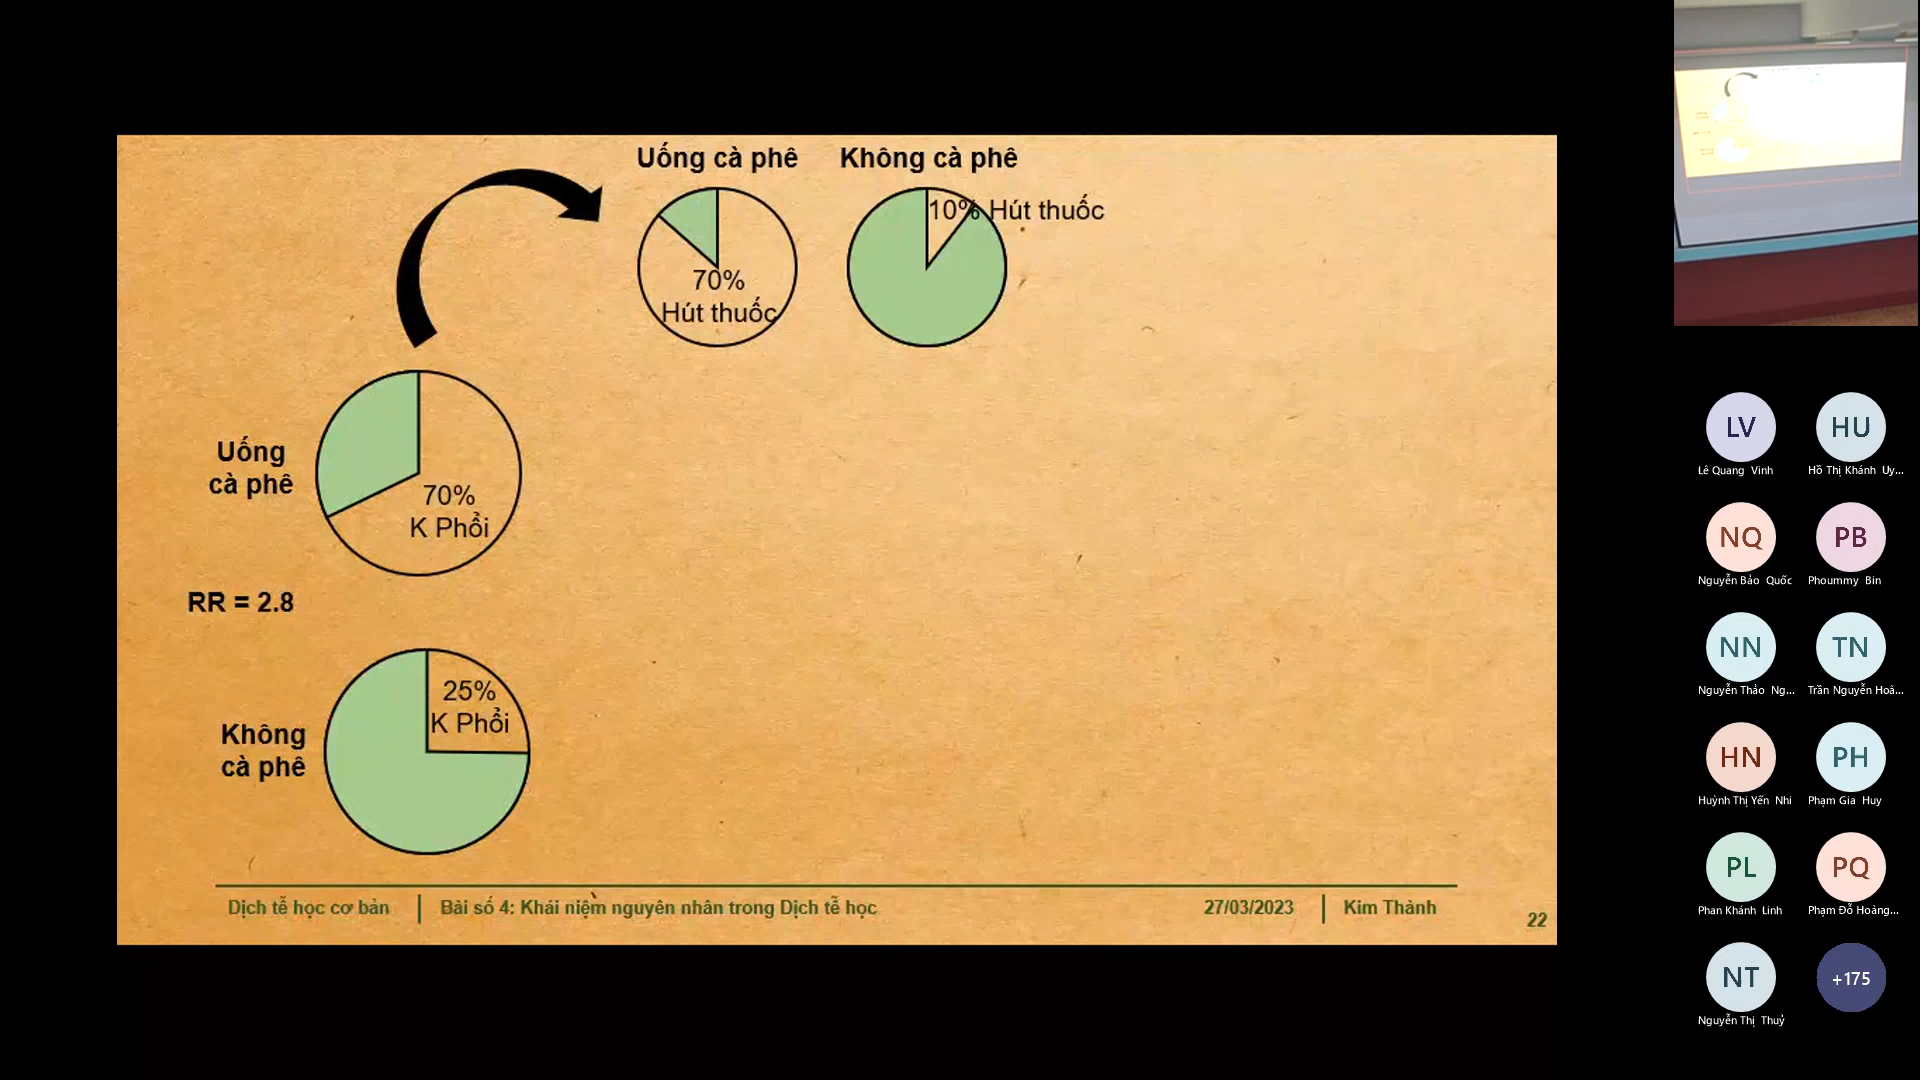 Uống cà phê
Không cà phê
10% Hút thuốc
70%
Hút thuốc
Uống
cà phê
70%
K Phổi
RR = 2.8
25%
K Phổi
Không
cà phê
Dịch tễ học cơ bản
Bài số 4: Khái niệm nguyên nhân trong Dịch tễ học
27/03/2023
Kim Thành
22
LV
HU
Lê Quang Vinh
Hồ Thị Khánh Uy...
NQ
PB
Nguyễn Bảo Quốc
Phoummy Bin
NN
TN
Nguyễn Thảo Ng...
Trần Nguyễn Hoà...
HN
PH
Huỳnh Thị Yến Nhi
Phạm Gia Huy
PL
PQ
Phan Khánh Linh
Phạm Đỗ Hoàng...
NT
+175
Nguyễn Thị Thuỷ